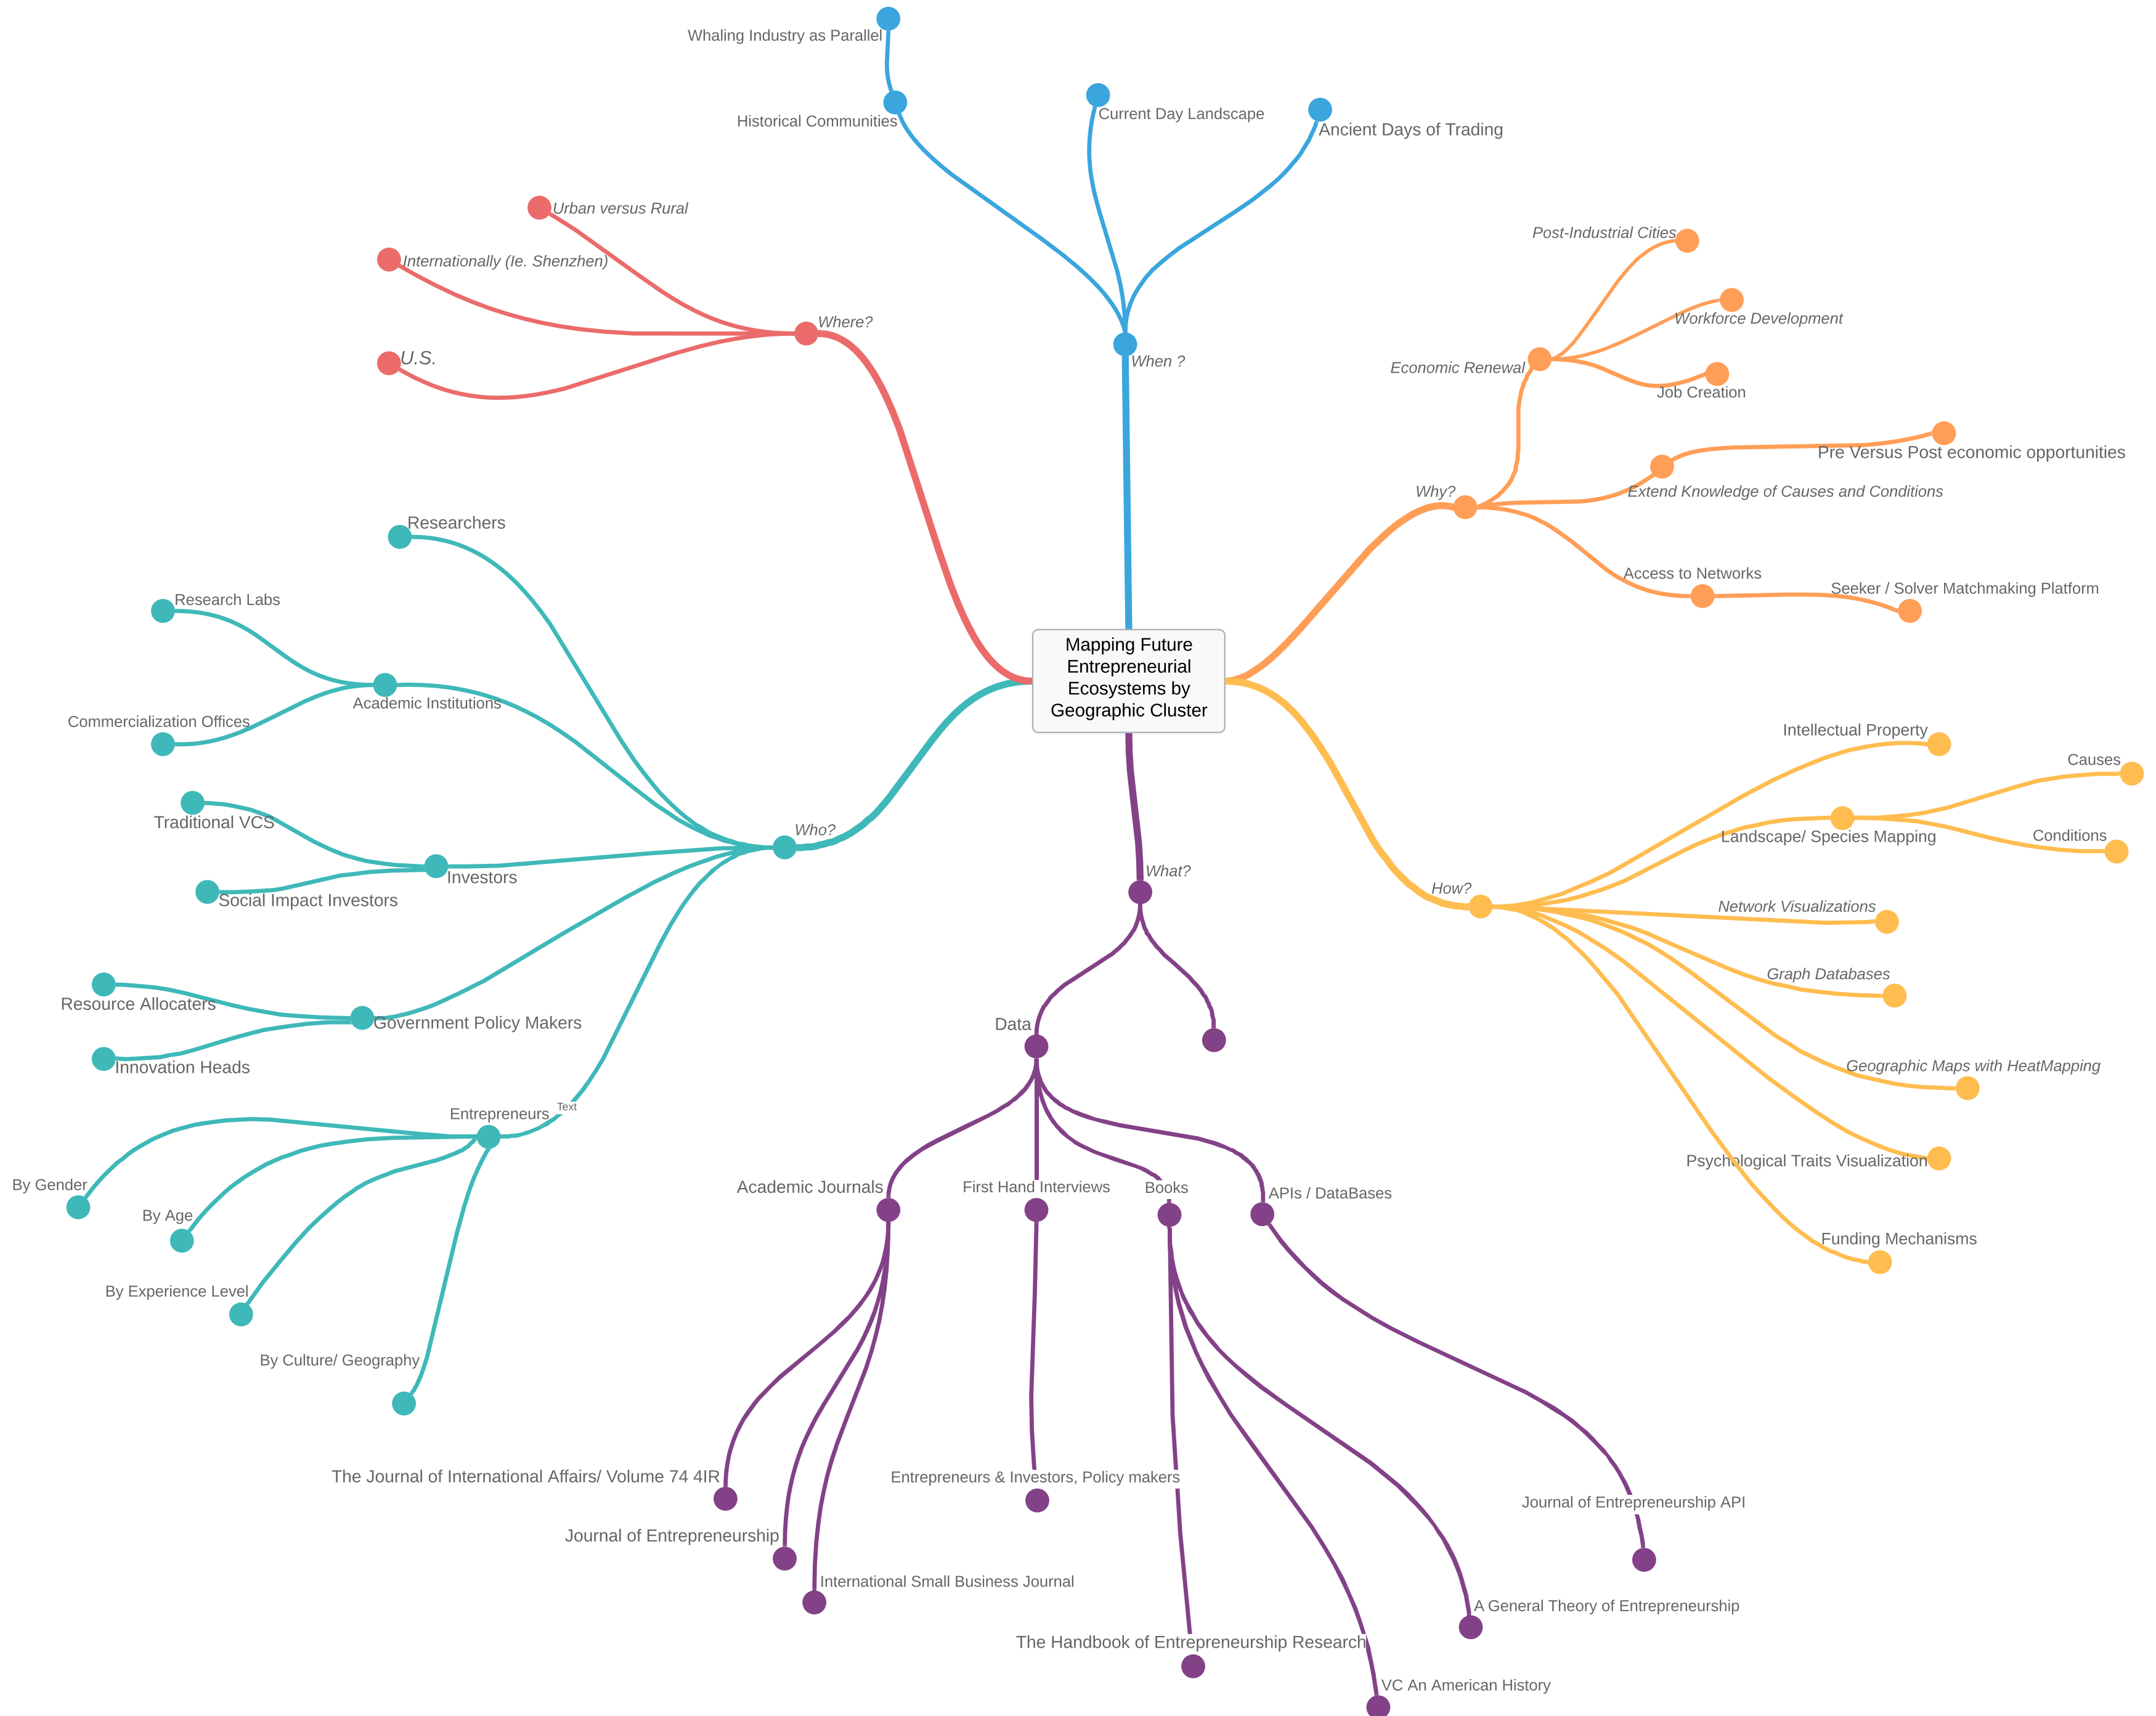 Whaling Industry as Parallel
Historical Communities
Current Day Landscape
Ancient Days of Trading
When ?
Urban versus Rural
Internationally (Ie. Shenzhen)
U.S.
Where?
Post-Industrial Cities
Workforce Development
Economic Renewal
Job Creation
Pre Versus Post economic opportunities
Why?
Extend Knowledge of Causes and Conditions
Access to Networks
Seeker / Solver Matchmaking Platform
Mapping Future
Entrepreneurial
Ecosystems by
Geographic Cluster
Researchers
Research Labs
Academic Institutions
Commercialization Offices
Traditional VCS
Who?
Investors
Social Impact Investors
Resource Allocaters
Government Policy Makers
Innovation Heads
Entrepreneurs
Text
By Gender
By Age
By Experience Level
By Culture/ Geography
Intellectual Property
Causes
Landscape/ Species Mapping
Conditions
How?
Network Visualizations
Graph Databases
Geographic Maps with HeatMapping
Psychological Traits Visualization
Funding Mechanisms
What?
Data
Academic Journals
First Hand Interviews
Books
APIs / DataBases
The Journal of International Affairs/ Volume 74 4IR
Entrepreneurs & Investors, Policy makers
Journal of Entrepreneurship API
Journal of Entrepreneurship
International Small Business Journal
A General Theory of Entrepreneurship
The Handbook of Entrepreneurship Research
VC An American History